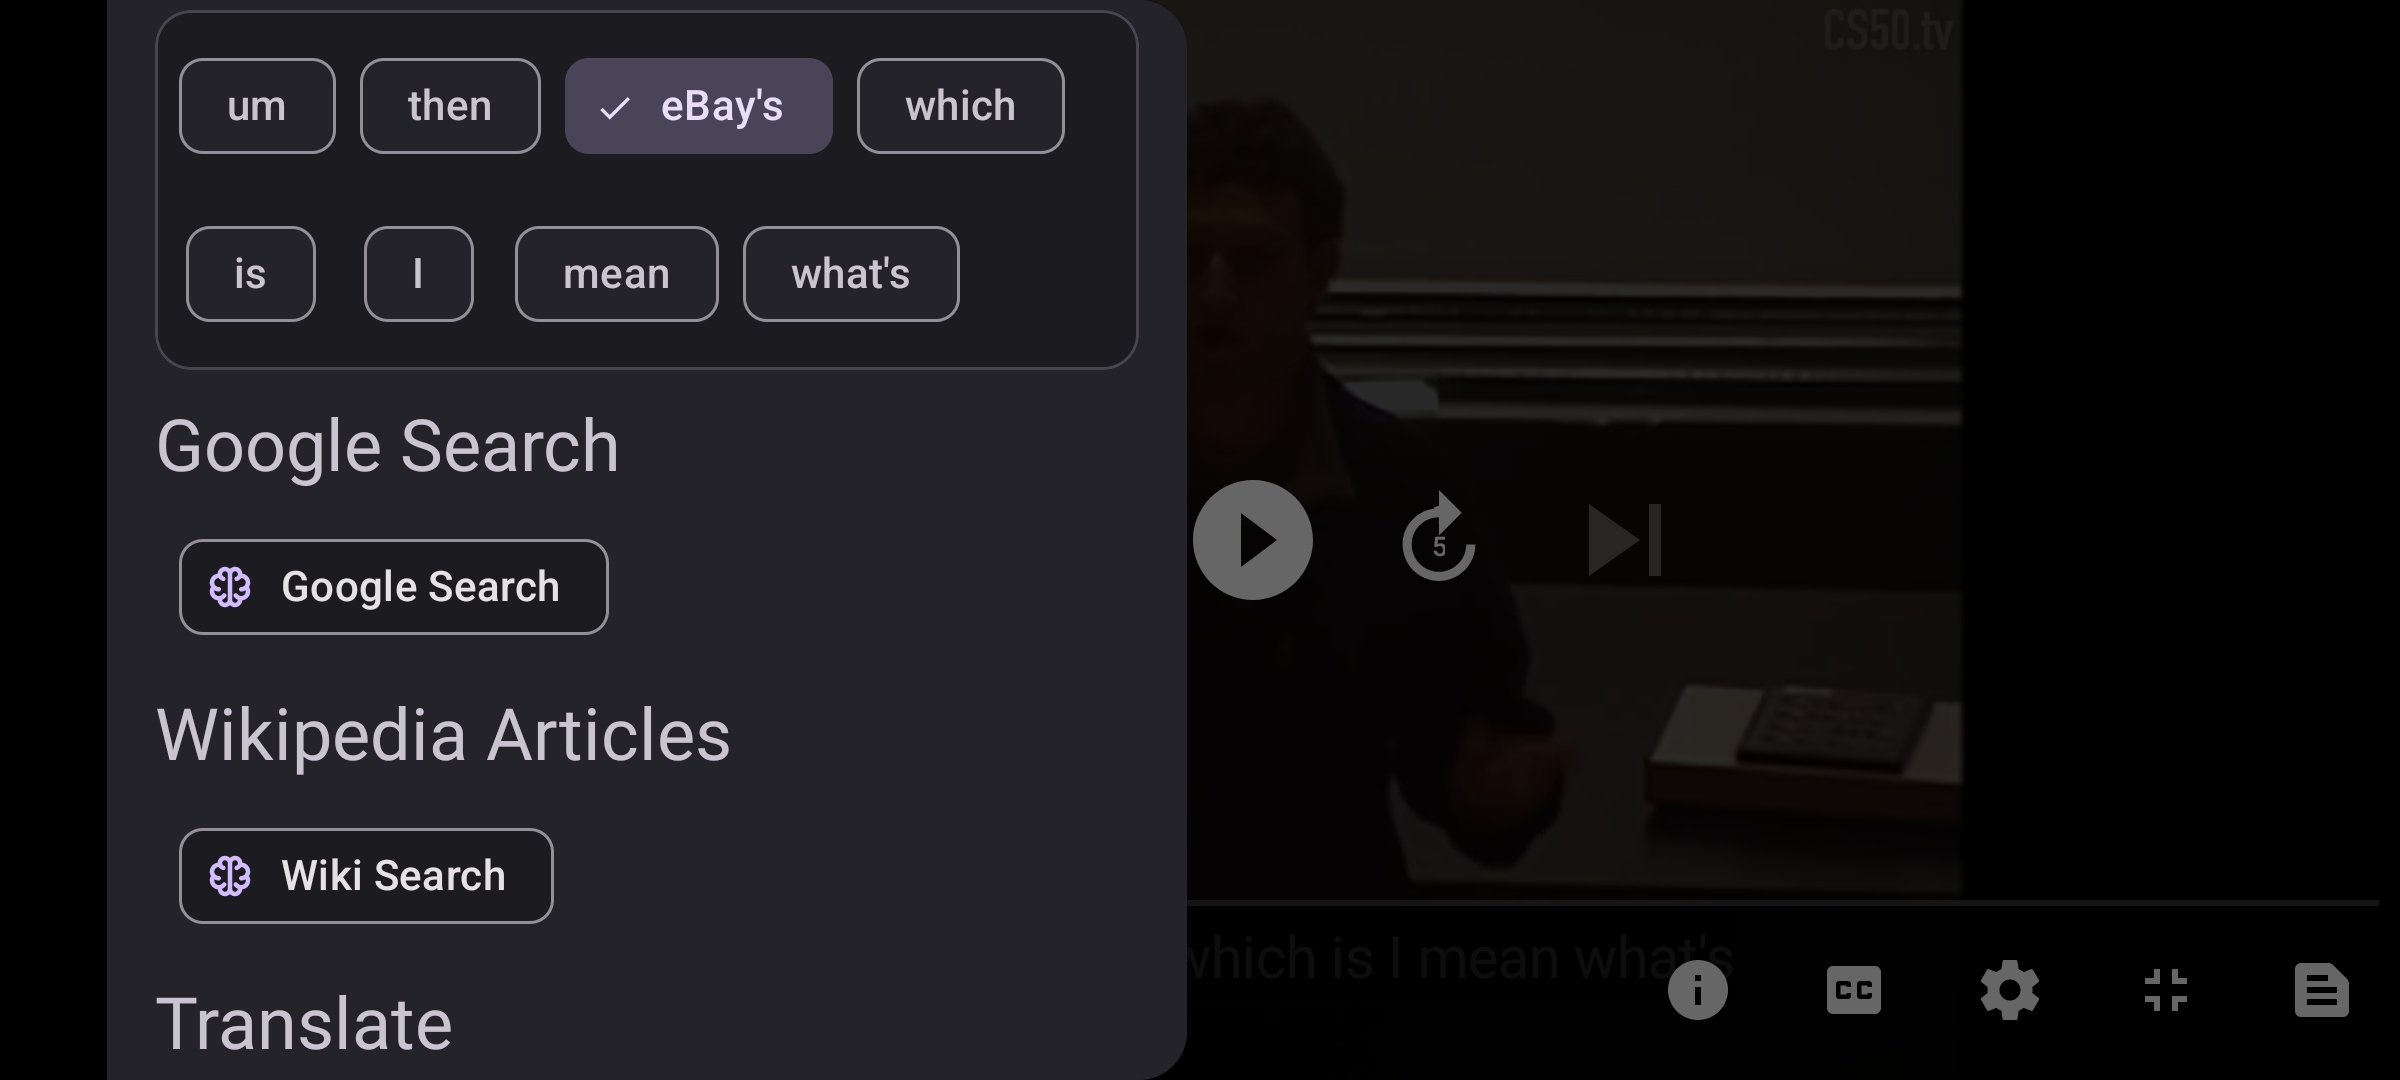 CS50.tv
um then eBay's which
is I mean what's
Google Search
Google Search
Wikipedia Articles
Wiki Search
Translate
5
which is I mean what's
CC